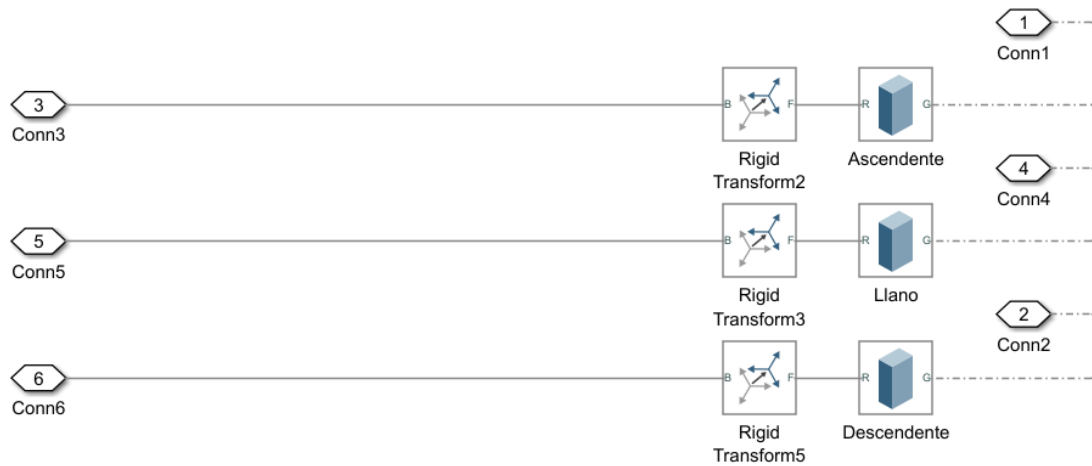 1
Conn1
3
Conn3
B
F
R
G
Rigid
Transform2
Ascendente
4
Conn4
5
Conn5
B
F
R
G
Rigid
Transform3
Llano
2
Conn2
6
Conn6
B
F
R
G
Rigid
Transform5
Descendente